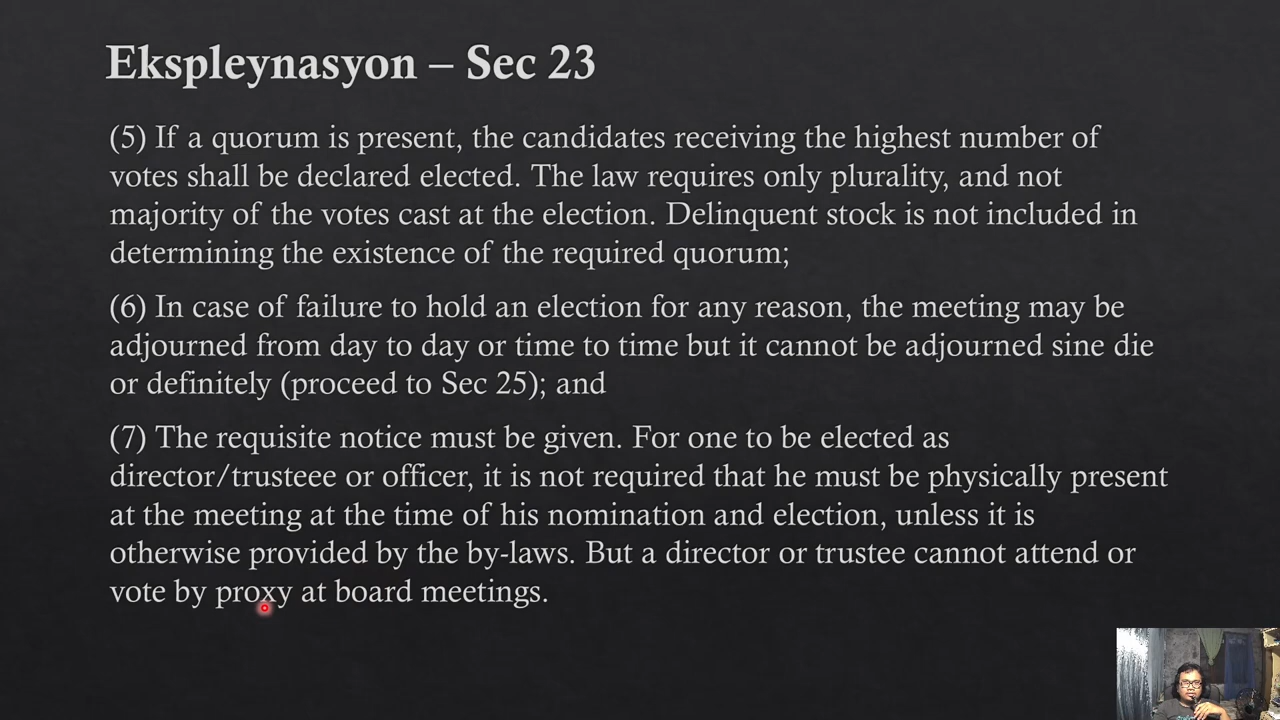 Ekspleynasyon – Sec 23
(5) If a quorum is present, the candidates receiving the highest number of
votes shall be declared elected. The law requires only plurality, and not
majority of the votes cast at the election. Delinquent stock is not included in
determining the existence of the required quorum;
(6) In case of failure to hold an election for any reason, the meeting may be
adjourned from day to day or time to time but it cannot be adjourned sine die
or definitely (proceed to Sec 25); and
(7) The requisite notice must be given. For one to be elected as
director/trusteee or officer, it is not required that he must be physically present
at the meeting at the time of his nomination and election, unless it is
otherwise provided by the by-laws. But a director or trustee cannot attend or
vote by proxy at board meetings.